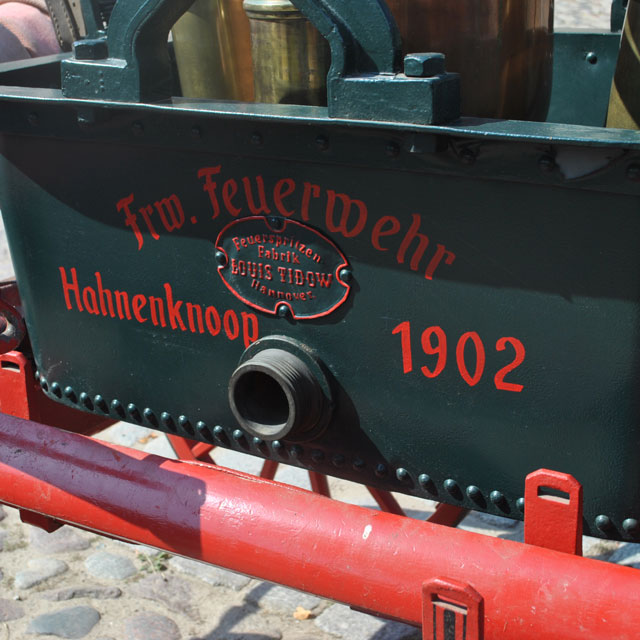 Frw. Feuerwehr
Feuerspritzen
Fabrik
LOUIS TIDOW
Hannover
Hahnenknoop
1902